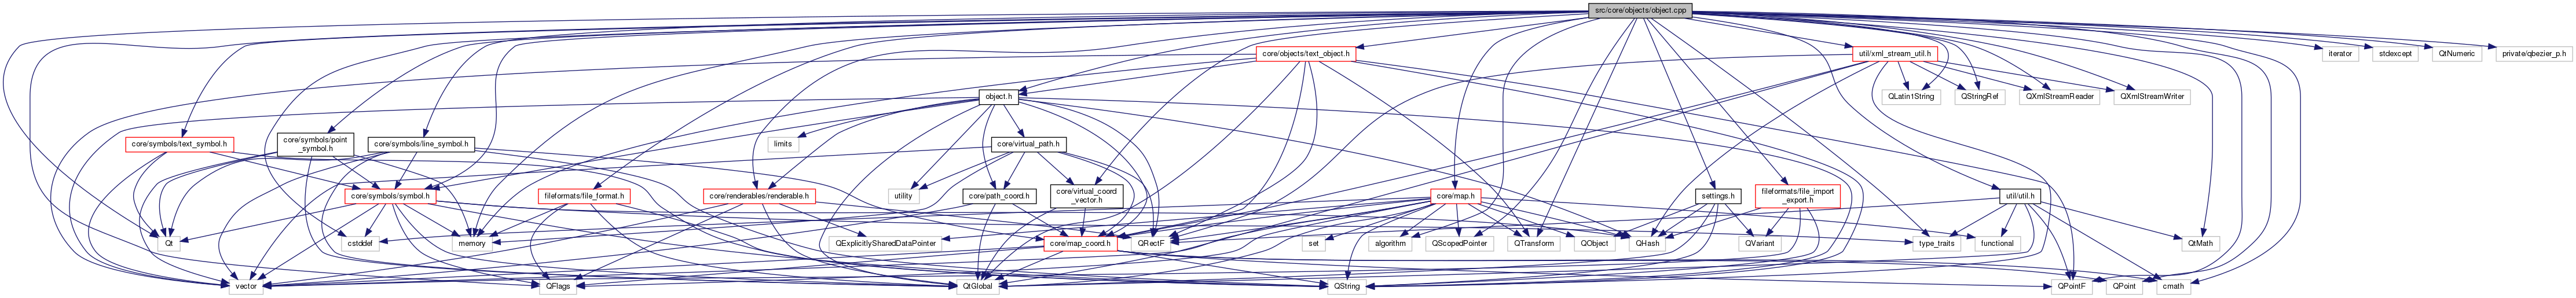 src/core/objects/object.cpp
core/objects/text_object.h
util/xml_stream_util.h
iterator
stdexcept
QtNumeric
private/qbezier_p.h
object.h
QLatin1String
QStringRef
QXmlStreamReader
QXmlStreamWriter
core/symbols/text_symbol.h
core/symbols/point
_symbol.h
core/symbols/line_symbol.h
limits
core/virtual_path.h
fileformats/file_format.h
core/renderables/renderable.h
utility
core/path_coord.h
core/virtual_coord
_vector.h
core/map.h
settings.h
fileformats/file_import
_export.h
util/util.h
core/symbols/symbol.h
Qt
cstddef
memory
QExplicitlySharedDataPointer
core/map_coord.h
QRectF
set
algorithm
QScopedPointer
QTransform
QObject
QHash
QVariant
type_traits
functional
QtMath
vector
QFlags
QtGlobal
QString
QPointF
QPoint
cmath